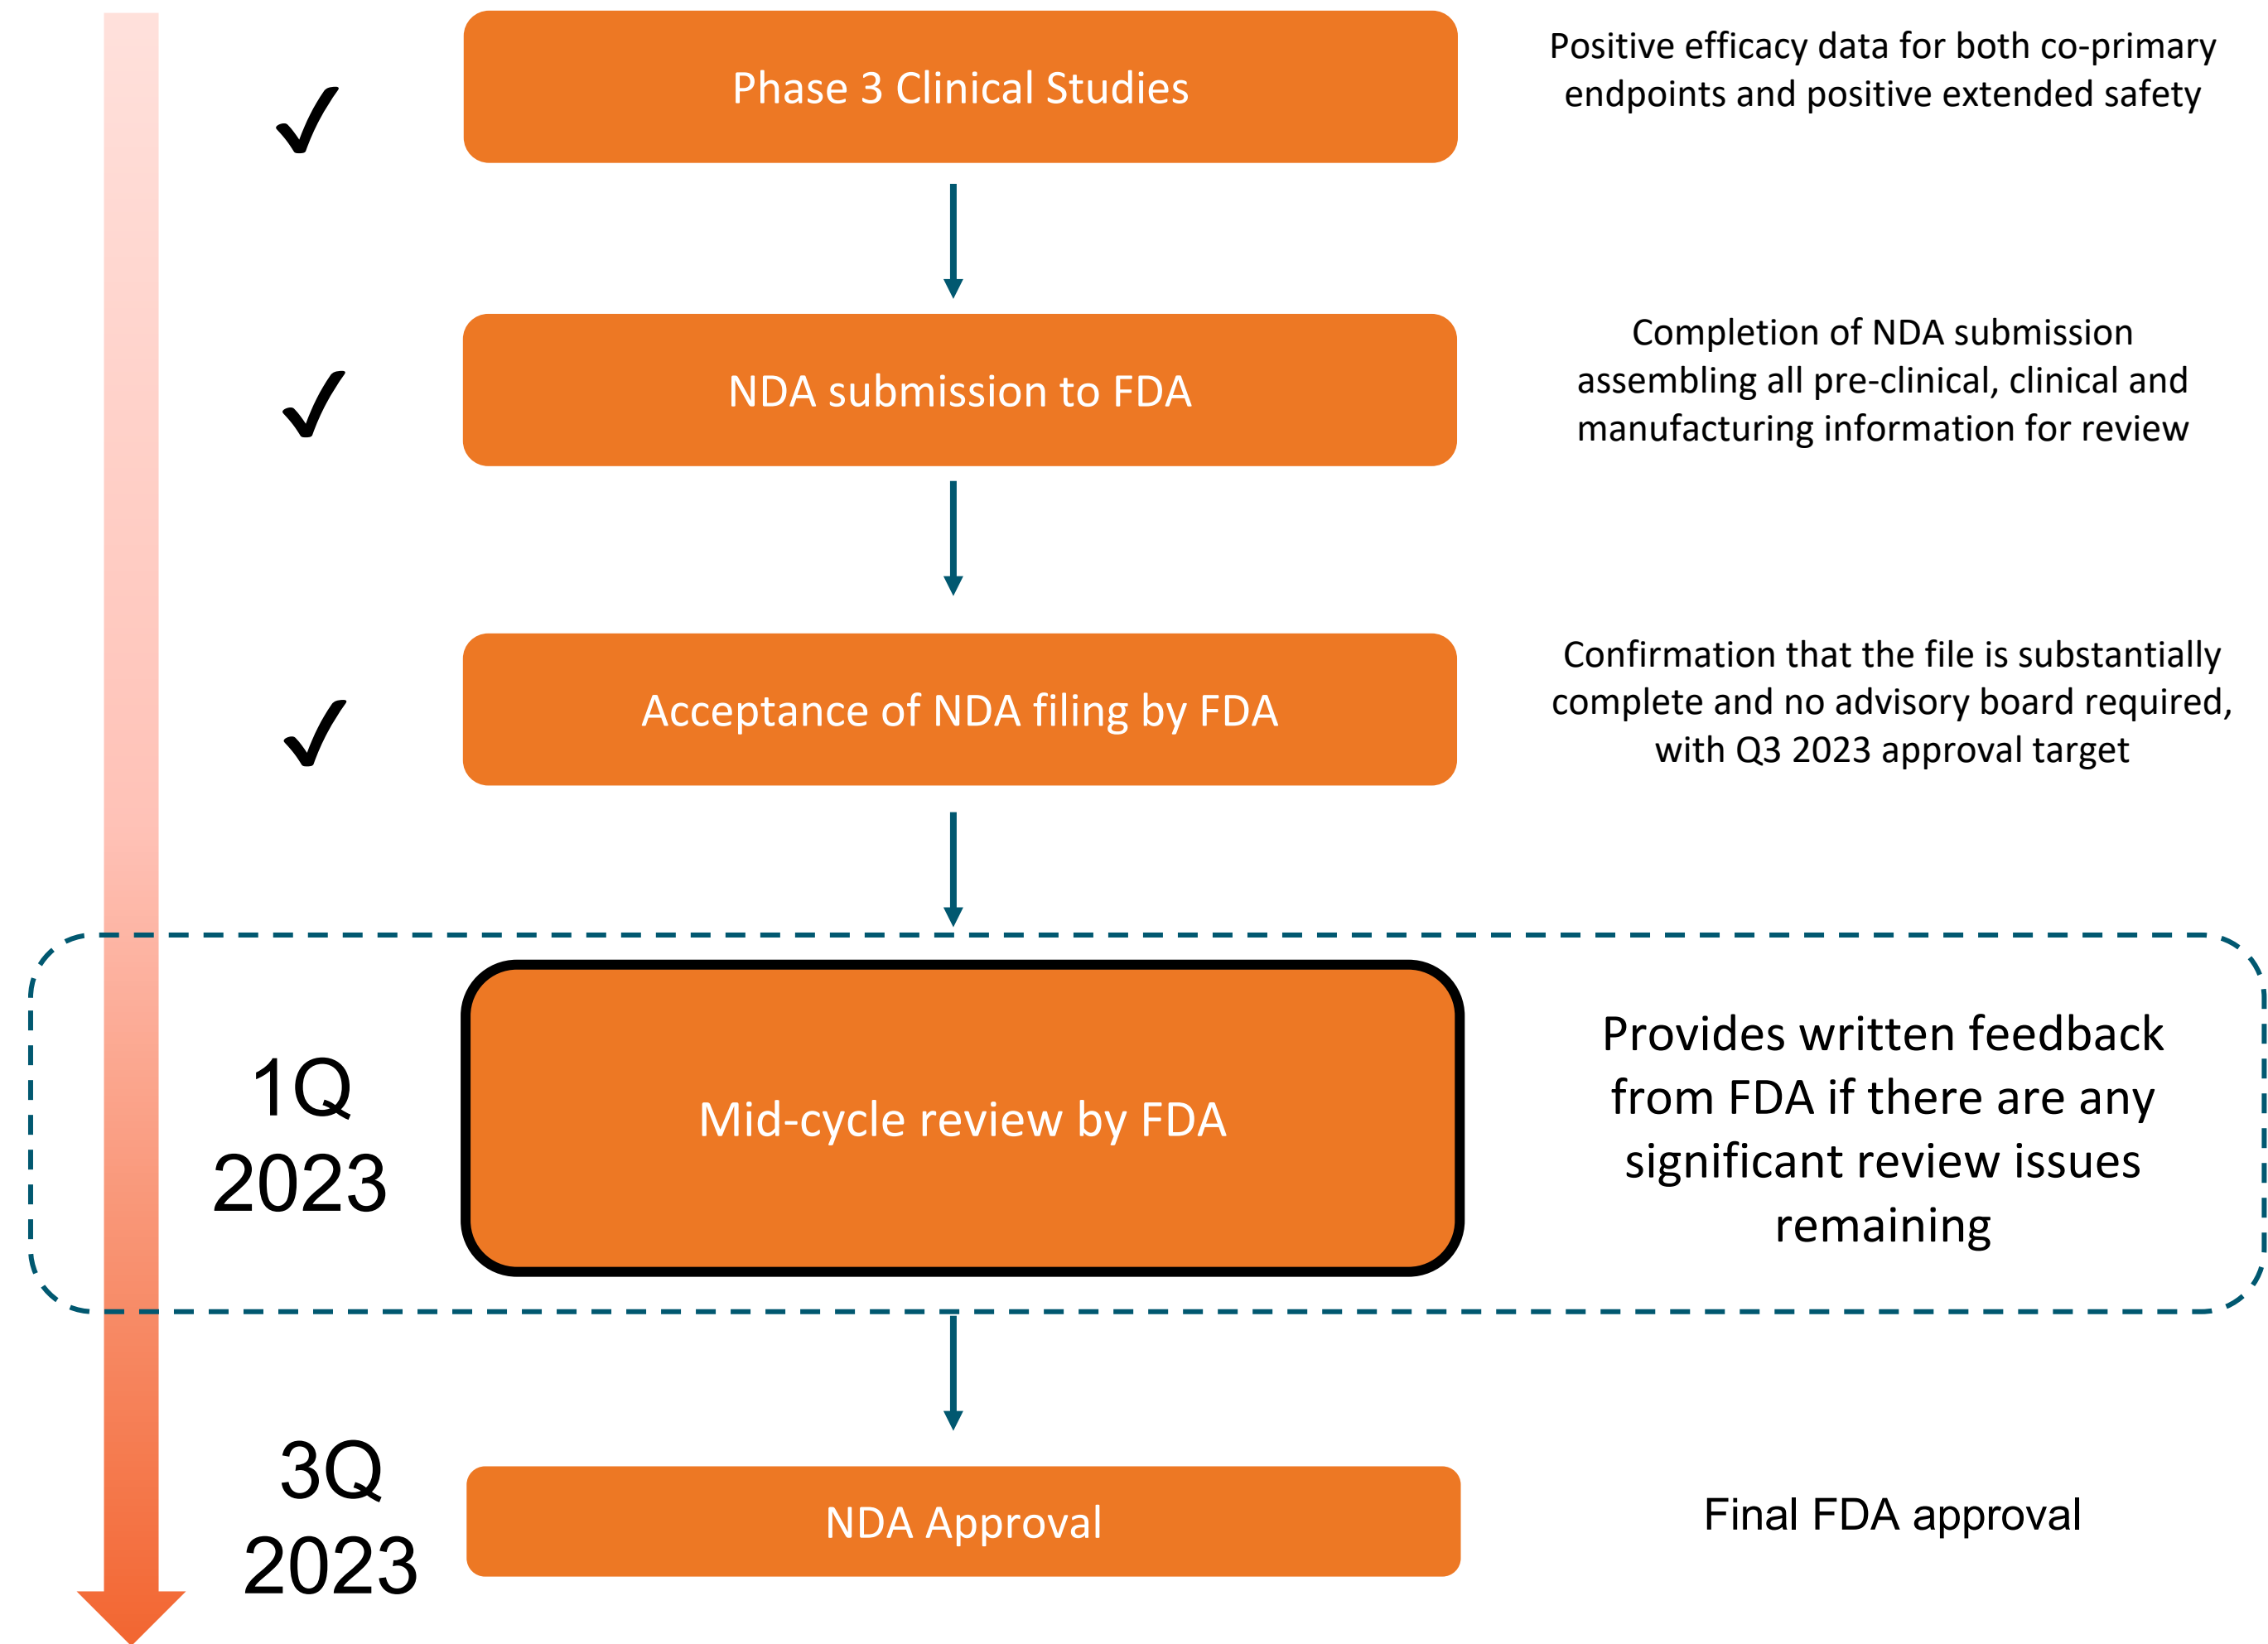 Phase 3 Clinical Studies
Positive efficacy data for both co-primary
endpoints and positive extended safety
NDA submission to FDA
Completion of NDA submission
assembling all pre-clinical, clinical and
manufacturing information for review
Acceptance of NDA filing by FDA
Confirmation that the file is substantially
complete and no advisory board required,
with Q3 2023 approval target
1Q
2023
Mid-cycle review by FDA
Provides written feedback
from FDA if there are any
significant review issues
remaining
3Q
2023
NDA Approval
Final FDA approval